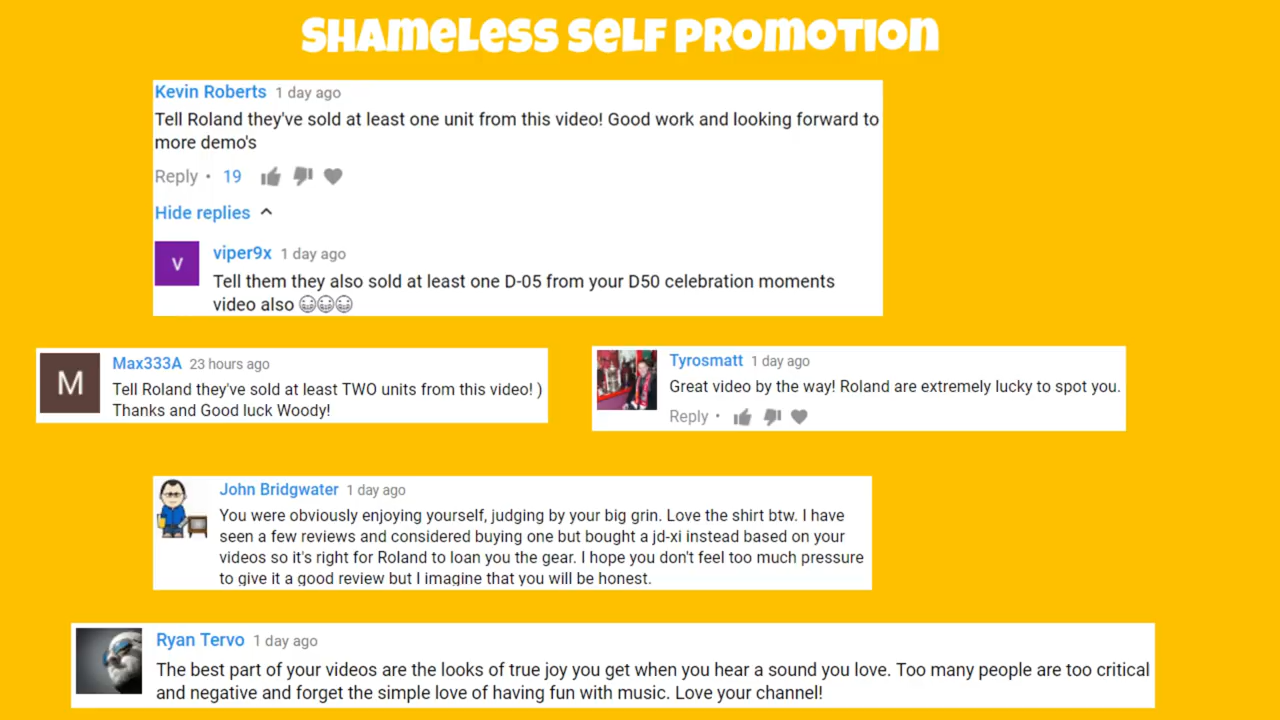 SHAMELESS SELF PROMOTION
Kevin Roberts 1 day ago
Tell Roland they've sold at least one unit from this video! Good work and looking forward to
more demo's
Reply • 19
Hide replies
V
viper9x 1 day ago
Tell them they also sold at least one D-05 from your D50 celebration moments
video also 😀😀😀
M
Max333A 23 hours ago
Tell Roland they've sold at least TWO units from this video! )
Thanks and Good luck Woody!
Tyrosmatt 1 day ago
Great video by the way! Roland are extremely lucky to spot you.
Reply •
John Bridgwater 1 day ago
You were obviously enjoying yourself, judging by your big grin. Love the shirt btw. I have
seen a few reviews and considered buying one but bought a jd-xi instead based on your
videos so it's right for Roland to loan you the gear. I hope you don't feel too much pressure
to give it a good review but I imagine that you will be honest.
Ryan Tervo 1 day ago
The best part of your videos are the looks of true joy you get when you hear a sound you love. Too many people are too critical
and negative and forget the simple love of having fun with music. Love your channel!